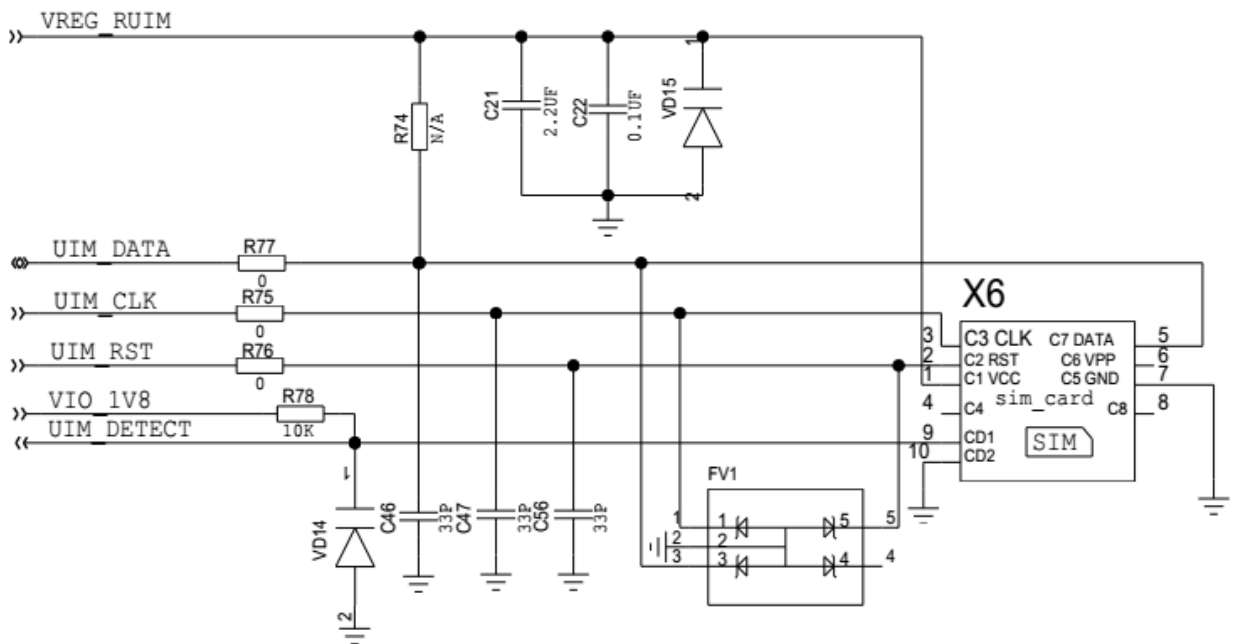 VREG_RUIM
1
R74
N/A
C21
2.2UF
C22
0.1UF
VD15
2
UIM_DATA
R77
0
UIM_CLK
R75
0
UIM_RST
R76
0
VIO_1V8
R78
10K
UIM_DETECT
X6
3 C3 CLK C7 DATA 5
2 C2 RST C6 VPP 6
1 C1 VCC C5 GND 7
sim_card
4 C4 C8 8
9 CD1
10 CD2
SIM
1
VD14
2
C46
33P
C47
33P
C56
33P
FV1
1 1 5 5
2 2
3 3 4 4